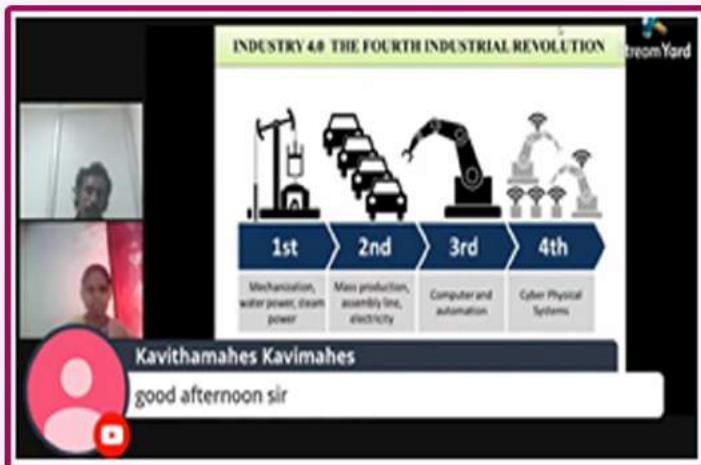 INDUSTRY 4.0 THE FOURTH INDUSTRIAL REVOLUTION
treamYard
1st
2nd
3rd
4th
Mechanization,
water power, steam
power
Mass production,
assembly line,
electricity
Computer and
automation
Cyber Physical
Systems
Kavithamahes Kavimahes
good afternoon sir